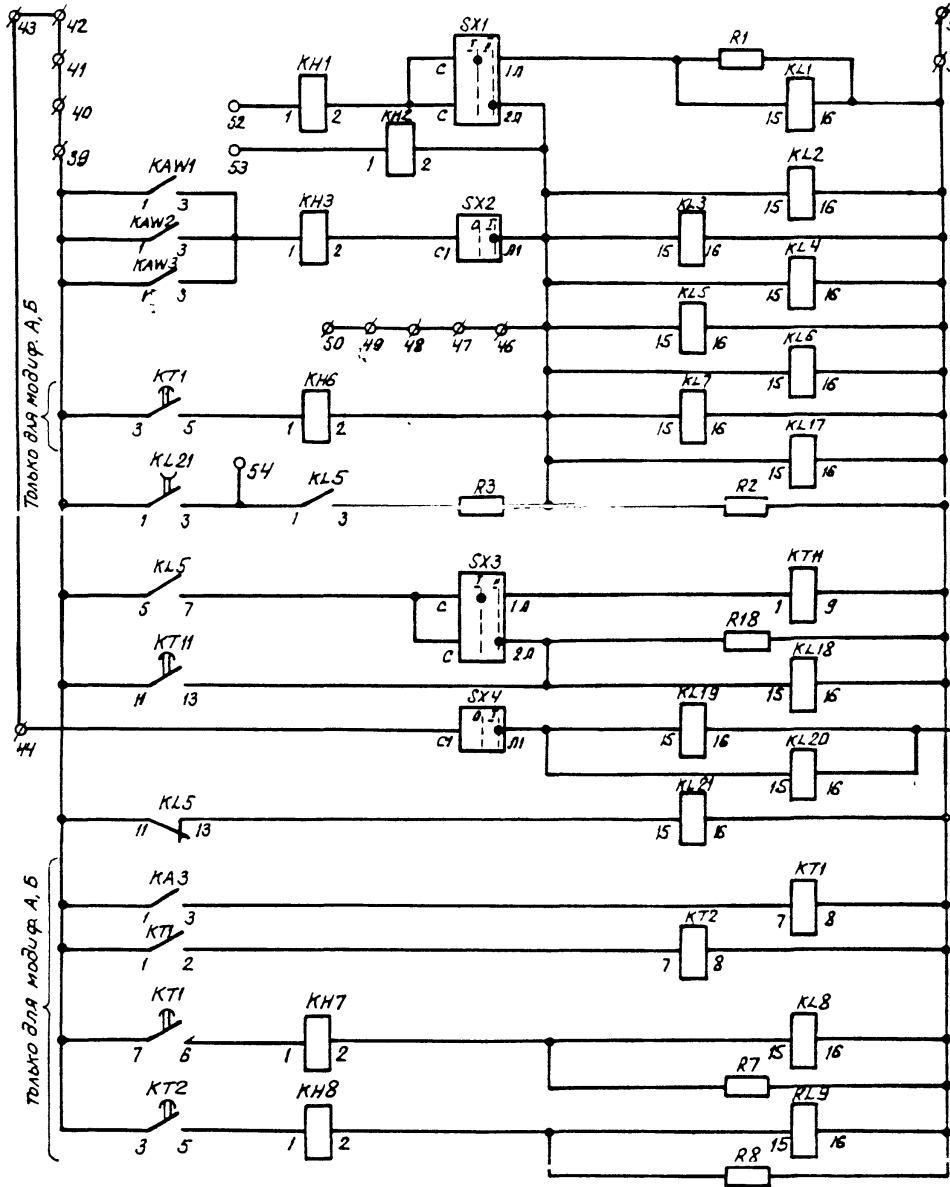 43 42
SX1
R1
41
KH1
I II
C 1Л
KL1
40
52
1 2
C 2Л
15 16
39
53
KH2
1 2
KAW1
1 3
KL2
15 16
KAW2
1 3
KH3
1 2
SX2
0 I
C1 Л1
KL3
15 16
KAW3
3
KL4
15 16
50 49 48 47 46
KL5
15 16
KL6
15 16
Только для модиф. А, Б
KT1
3 5
KH6
1 2
KL7
15 16
KL17
15 16
KL21
1 3
54
KL5
1 3
R3
R2
KL5
5 7
SX3
I II
C 1Л
C 2Л
KT11
1 9
R18
KT11
11 13
KL18
15 16
44
SX4
0 I
C1 Л1
KL19
15 16
KL20
15 16
KL5
11 13
KL21
15 16
только для модиф. А, Б
KA3
1 3
KT1
7 8
KT1
1 2
KT2
7 8
KT1
7 6
KH7
1 2
KL8
15 16
R7
KT2
3 5
KH8
1 2
RL9
15 16
R8